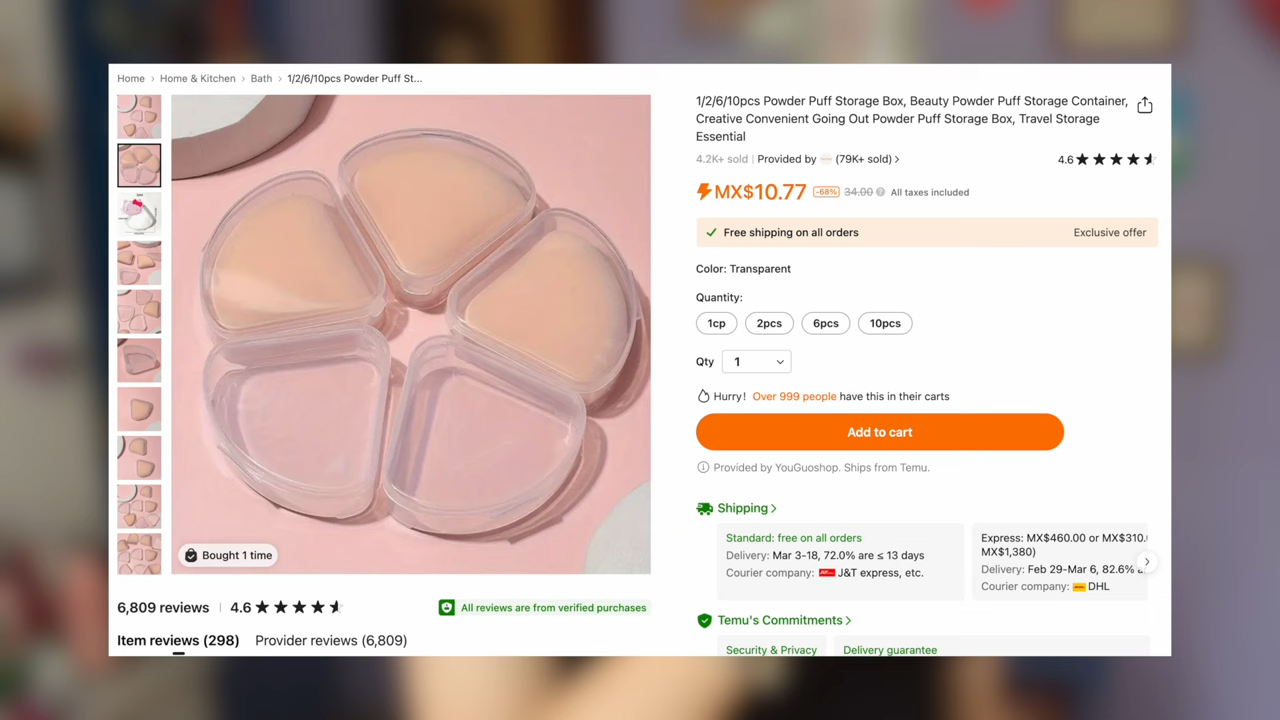 Home > Home & Kitchen > Bath > 1/2/6/10pcs Powder Puff St...
1/2/6/10pcs Powder Puff Storage Box, Beauty Powder Puff Storage Container,
Creative Convenient Going Out Powder Puff Storage Box, Travel Storage
Essential
4.2K+ sold | Provided by (79K+ sold) >
4.6
MX$10.77 -68% 34.00 All taxes included
Free shipping on all orders
Exclusive offer
Color: Transparent
Quantity:
1cp 2pcs 6pcs 10pcs
Qty 1
Hurry! Over 999 people have this in their carts
Add to cart
Provided by YouGuoshop. Ships from Temu.
Shipping >
Standard: free on all orders
Delivery: Mar 3-18, 72.0% are ≤ 13 days
Courier company: J&T express, etc.
Express: MX$460.00 or MX$310.
MX$1,380)
Delivery: Feb 29-Mar 6, 82.6%
Courier company: DHL
Temu's Commitments >
Security & Privacy
Delivery guarantee
Bought 1 time
6,809 reviews | 4.6
All reviews are from verified purchases
Item reviews (298) Provider reviews (6,809)